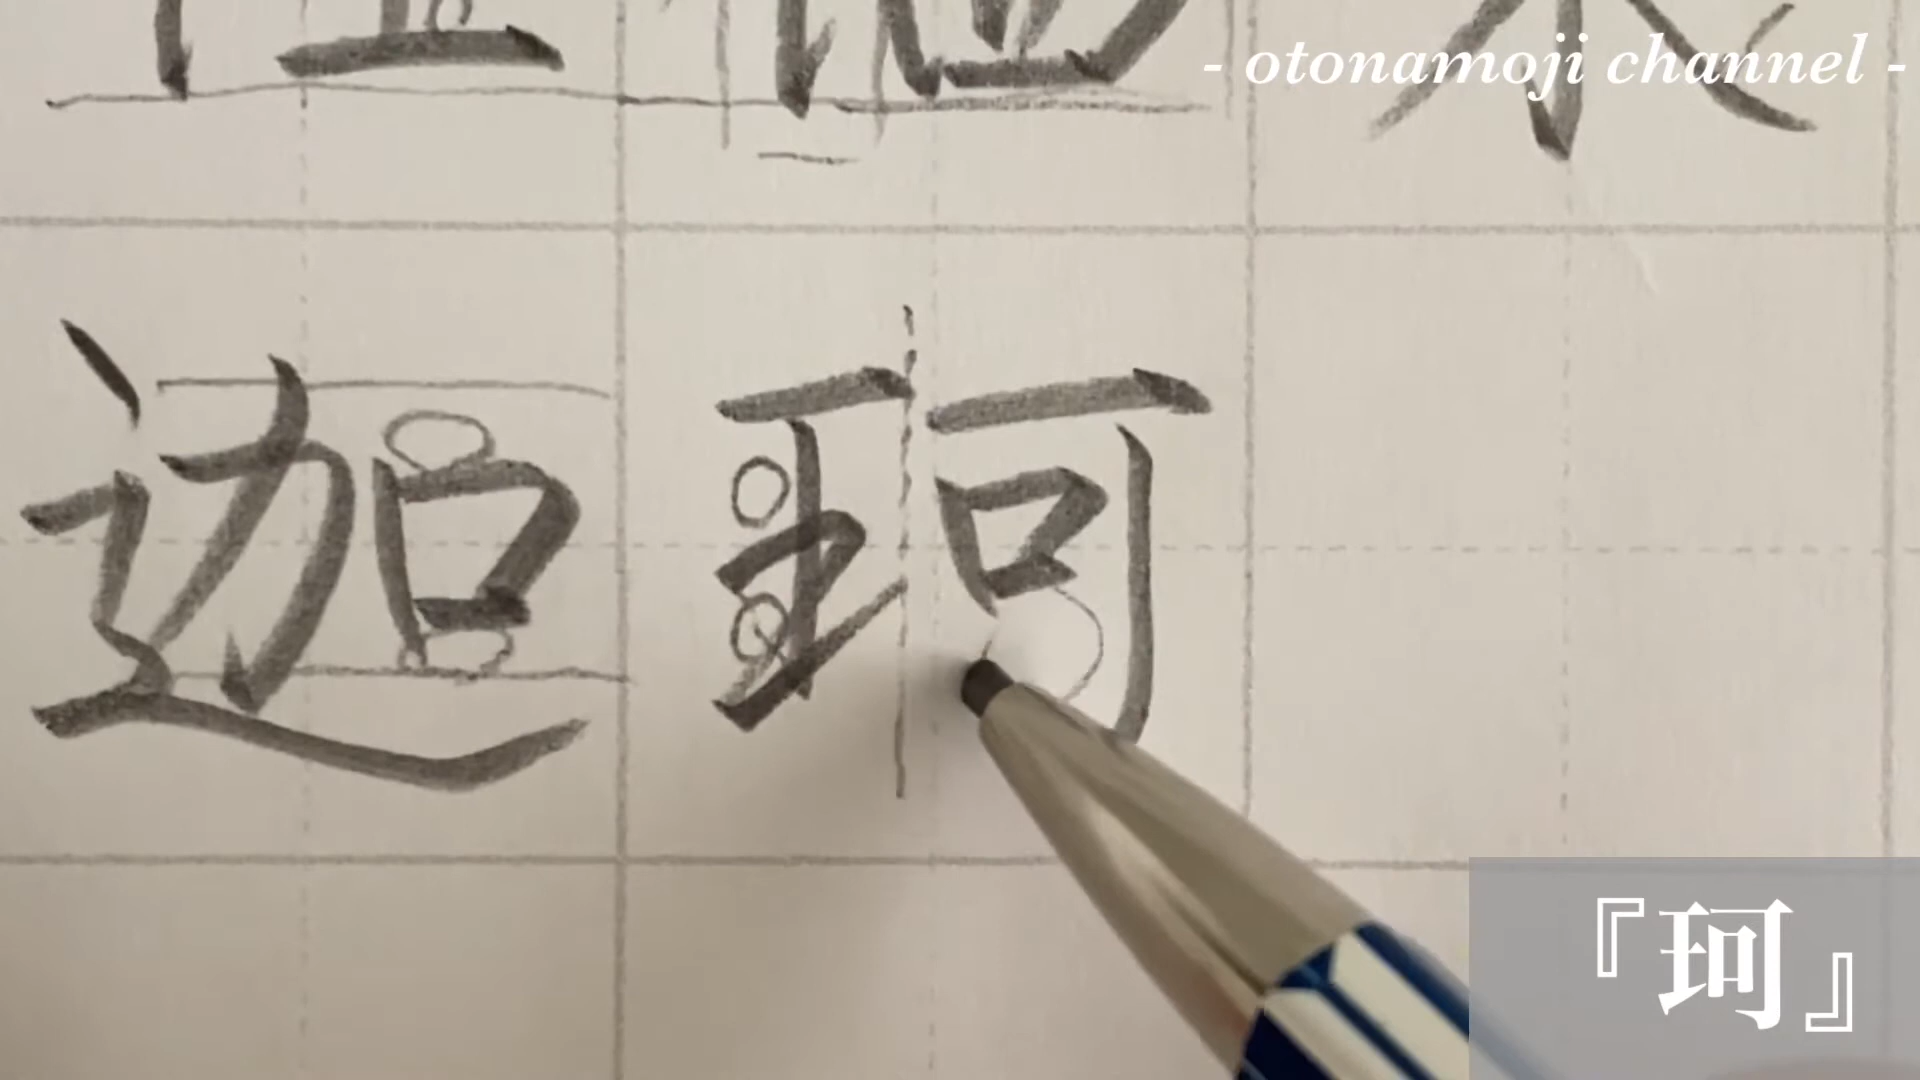 - otonamoji channel -
迦珂
『珂』